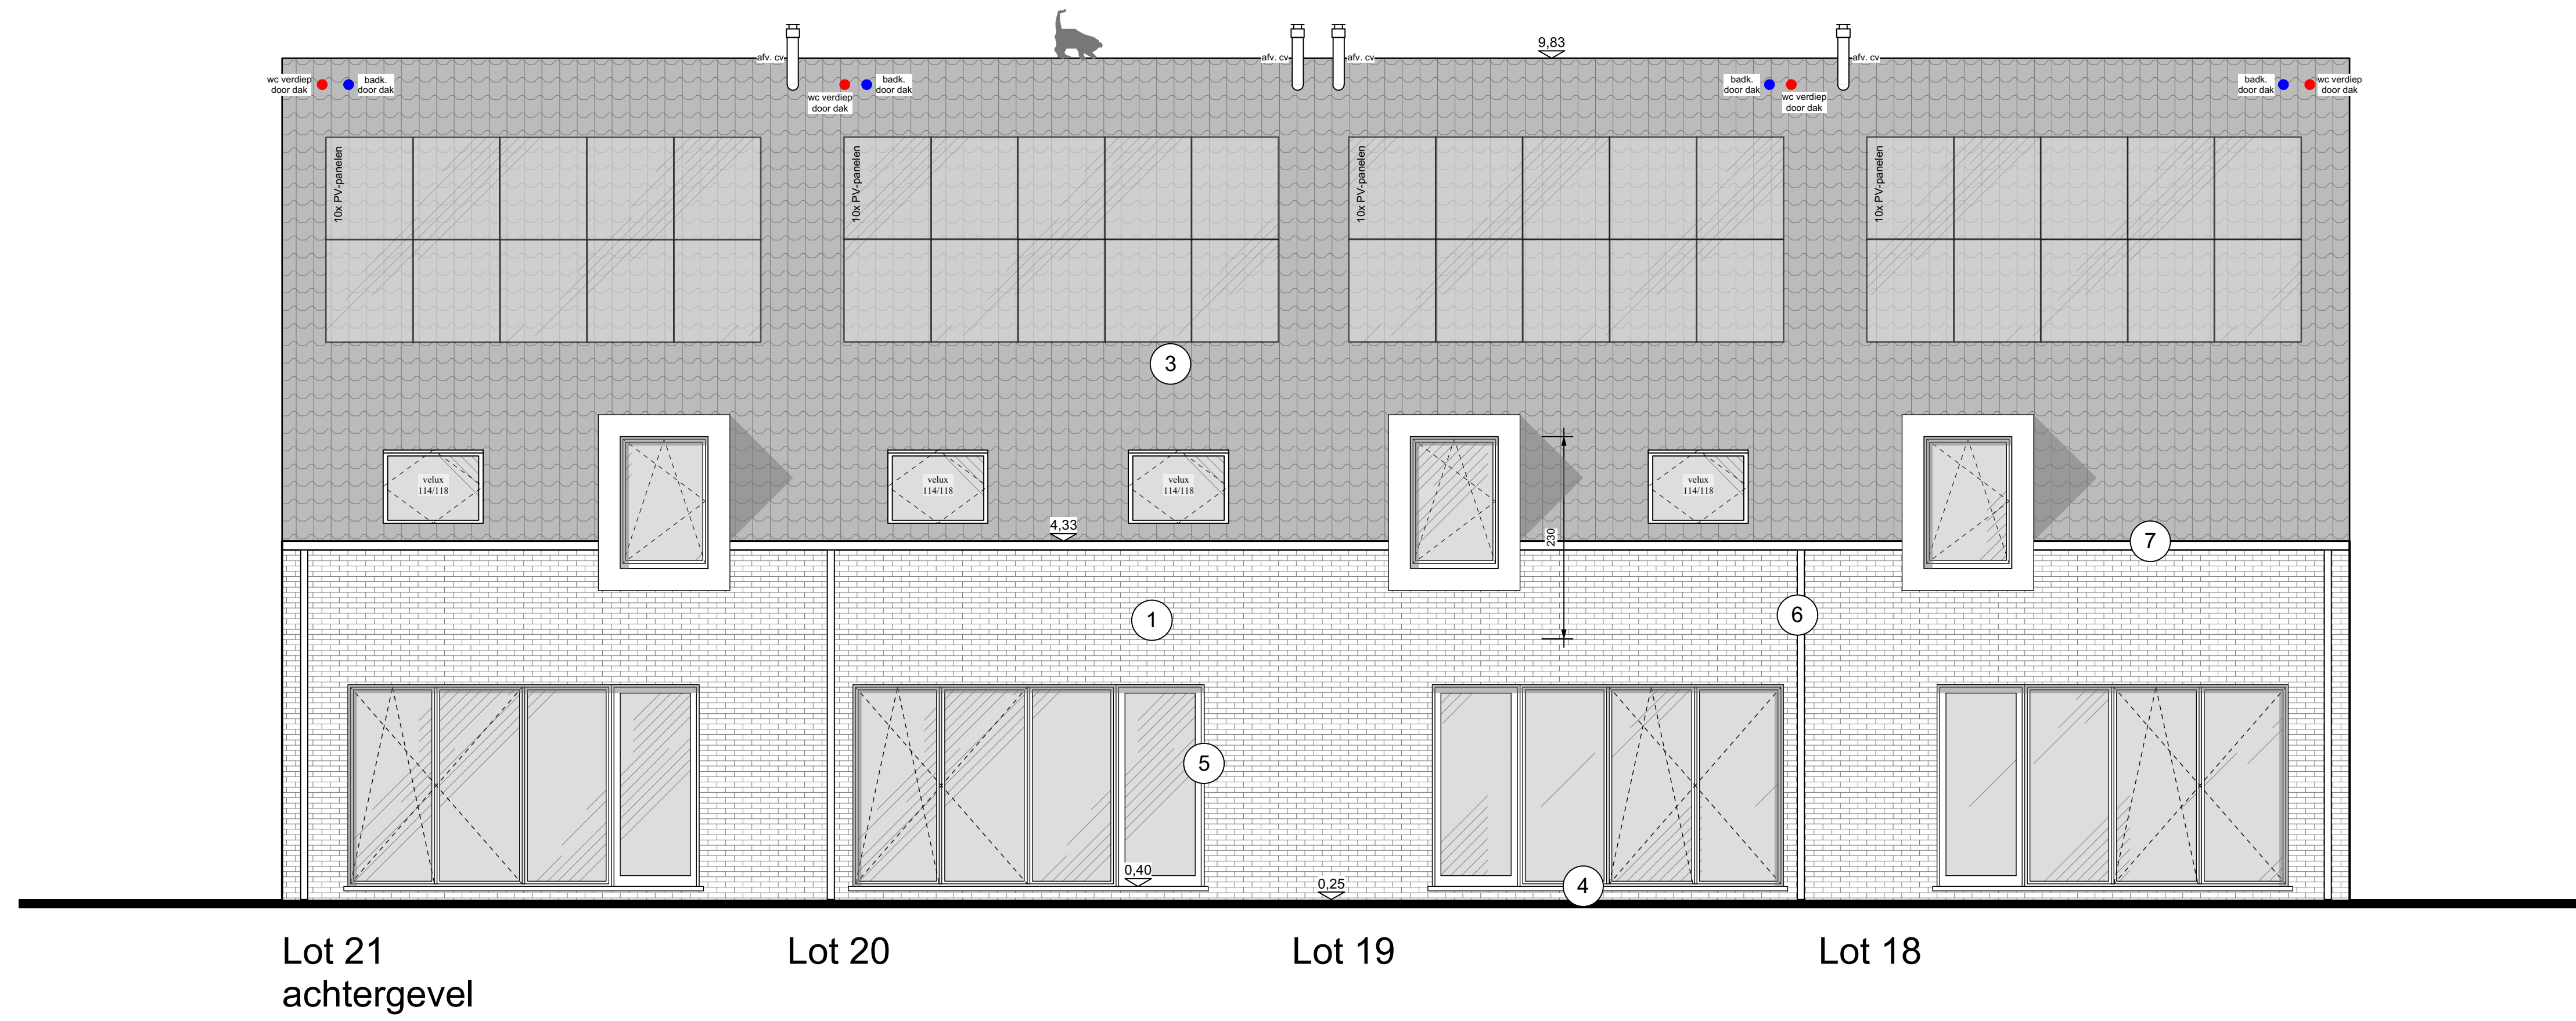 9,83
afv. cv
afv. cv
afv. cv
afv. cv
wc verdiep
door dak
badk.
door dak
wc verdiep
door dak
badk.
door dak
badk.
door dak
wc verdiep
door dak
badk.
door dak
wc verdiep
door dak
10x PV-panelen
10x PV-panelen
10x PV-panelen
10x PV-panelen
3
velux
114/118
velux
114/118
velux
114/118
velux
114/118
4,33
230
7
1
6
5
0,40
0,25
4
Lot 21
achtergevel
Lot 20
Lot 19
Lot 18